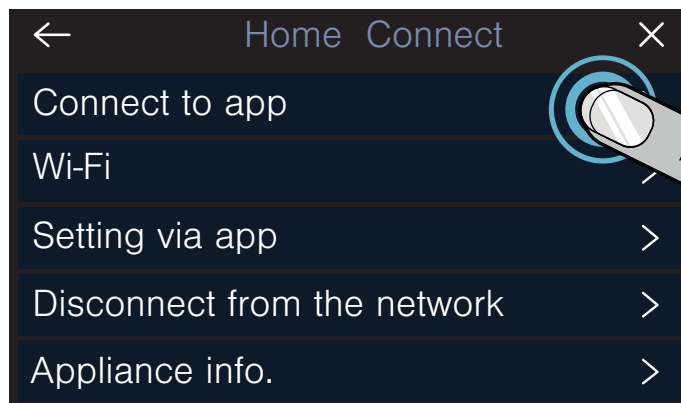 Home Connect
Connect to app
Wi-Fi
Setting via app
Disconnect from the network
Appliance info.